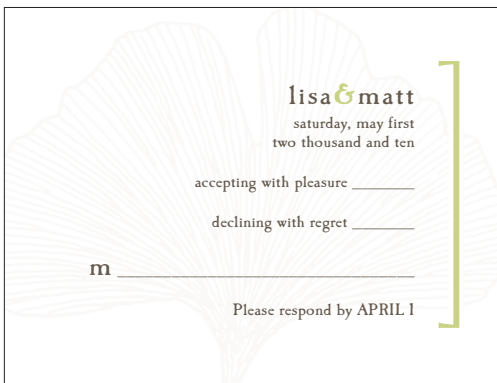 lisa&matt
saturday, may first
two thousand and ten
accepting with pleasure _______
declining with regret _______
m ______________________________
Please respond by APRIL 1